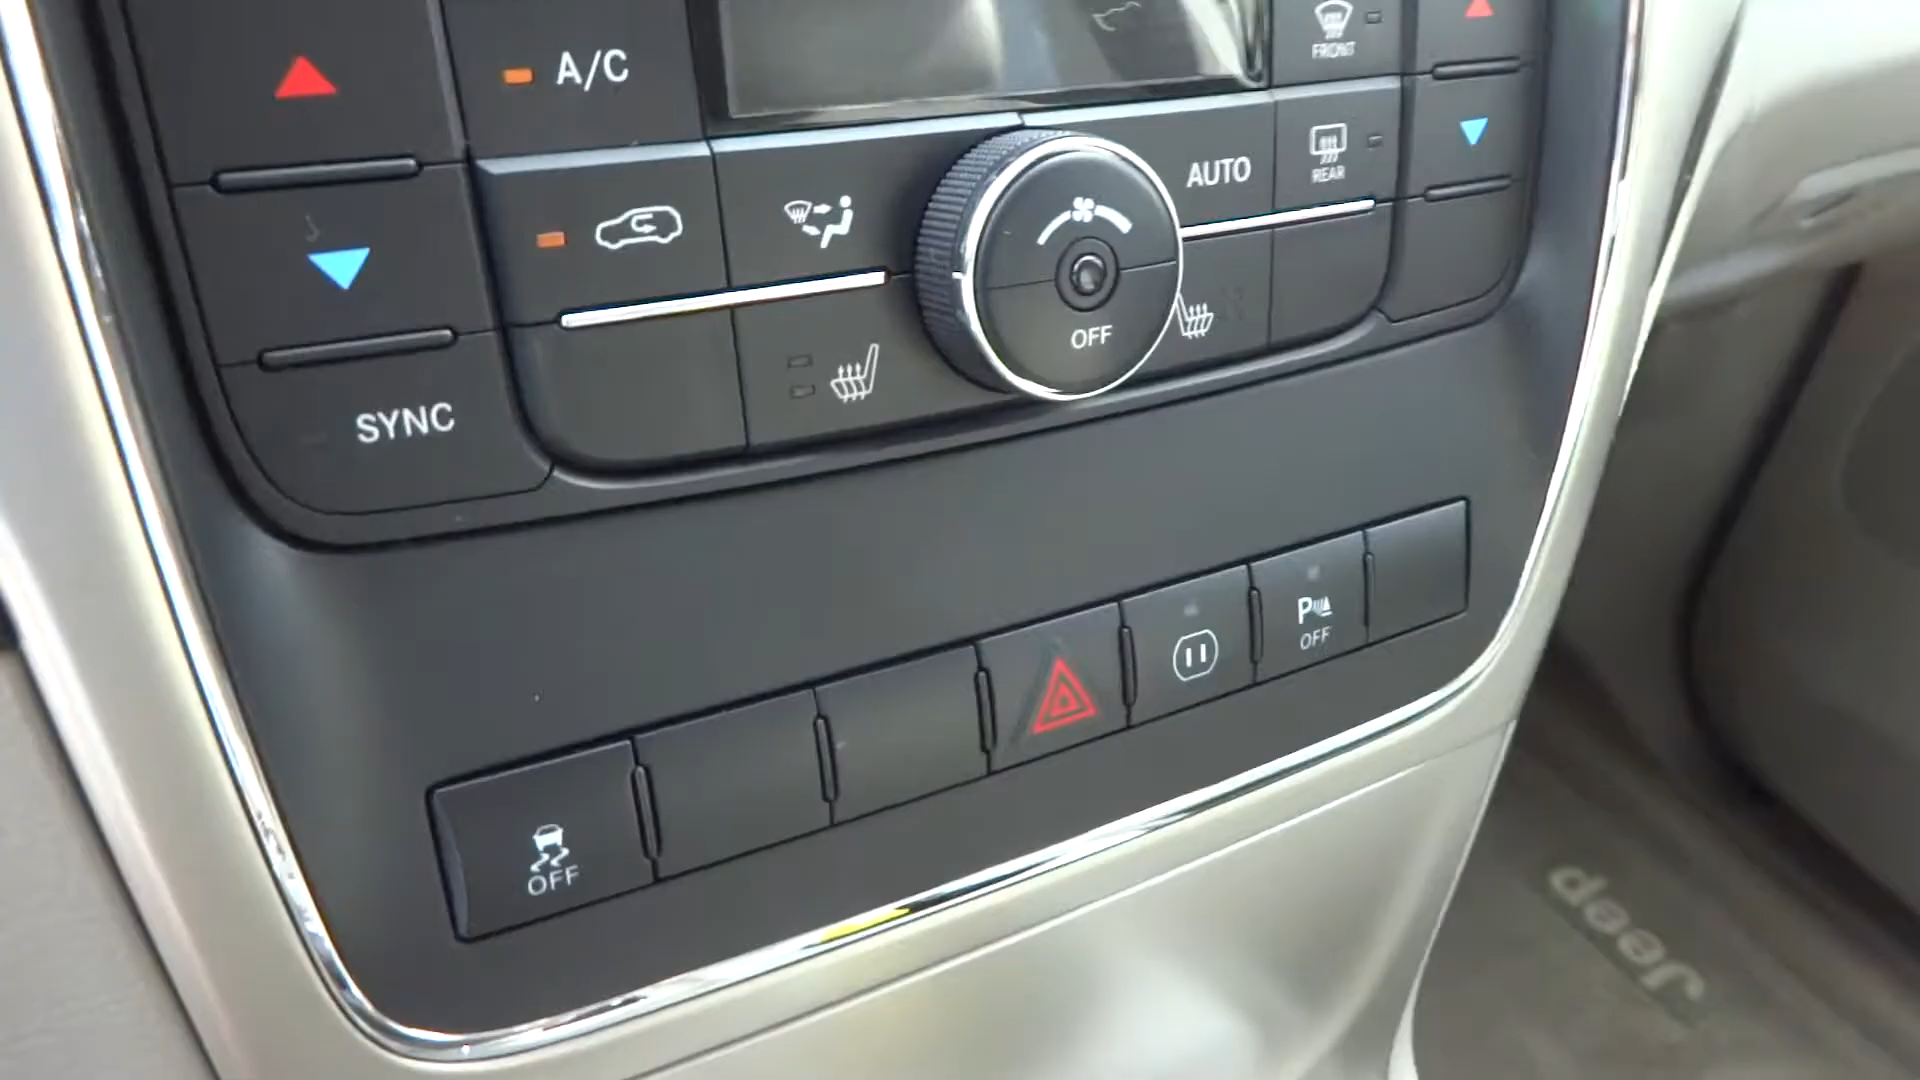 A/C
FRONT
AUTO
REAR
OFF
SYNC
P
OFF
OFF
Jeep